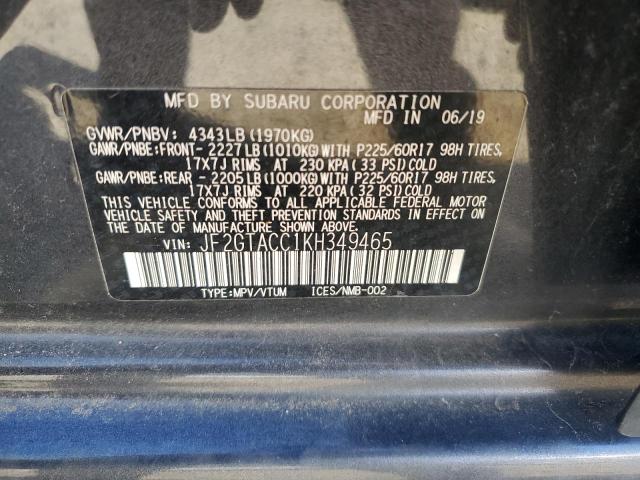 MFD BY SUBARU CORPORATION
MFD IN 06/19
GVWR/PNBV: 4343LB (1970KG)
GAWR/PNBE:FRONT- 2227LB(1010KG)WITH P225/60R17 98H TIRES,
17X7J RIMS AT 230 KPA(33 PSI)COLD
GAWR/PNBE:REAR - 2205LB(1000KG)WITH P225/60R17 98H TIRES,
17X7J RIMS AT 220 KPA(32 PSI)COLD
THIS VEHICLE CONFORMS TO ALL APPLICABLE FEDERAL MOTOR
VEHICLE SAFETY AND THEFT PREVENTION STANDARDS IN EFFECT
ON THE DATE OF MANUFACTURE SHOWN ABOVE.
VIN: JF2GTACC1KH349465
TYPE:MPV/VTUM ICES/NMB-002